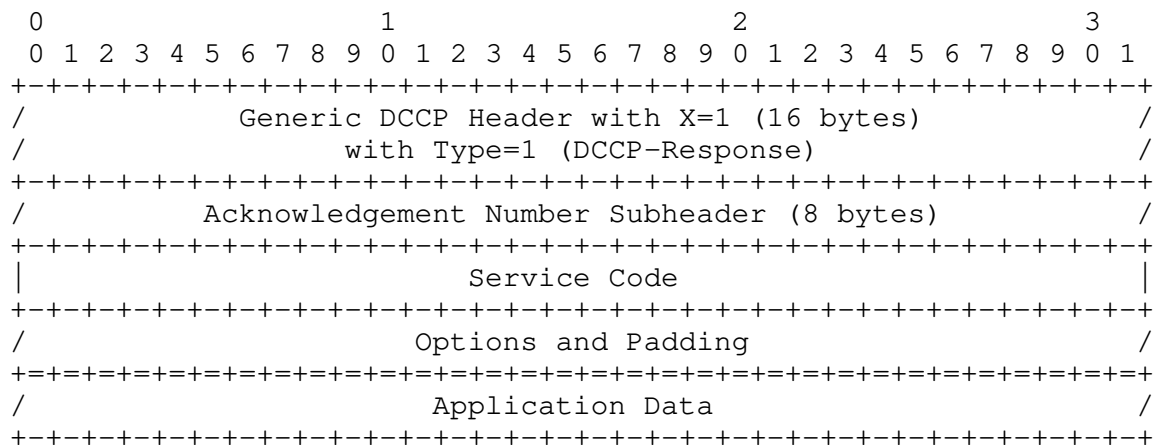 0                   1                   2                   3
 0 1 2 3 4 5 6 7 8 9 0 1 2 3 4 5 6 7 8 9 0 1 2 3 4 5 6 7 8 9 0 1
+-+-+-+-+-+-+-+-+-+-+-+-+-+-+-+-+-+-+-+-+-+-+-+-+-+-+-+-+-+-+-+-+
/            Generic DCCP Header with X=1 (16 bytes)            /
/                  with Type=1 (DCCP-Response)                  /
+-+-+-+-+-+-+-+-+-+-+-+-+-+-+-+-+-+-+-+-+-+-+-+-+-+-+-+-+-+-+-+-+
/          Acknowledgement Number Subheader (8 bytes)           /
+-+-+-+-+-+-+-+-+-+-+-+-+-+-+-+-+-+-+-+-+-+-+-+-+-+-+-+-+-+-+-+-+
|                         Service Code                          |
+-+-+-+-+-+-+-+-+-+-+-+-+-+-+-+-+-+-+-+-+-+-+-+-+-+-+-+-+-+-+-+-+
/                      Options and Padding                      /
+=+=+=+=+=+=+=+=+=+=+=+=+=+=+=+=+=+=+=+=+=+=+=+=+=+=+=+=+=+=+=+=+
/                       Application Data                        /
+-+-+-+-+-+-+-+-+-+-+-+-+-+-+-+-+-+-+-+-+-+-+-+-+-+-+-+-+-+-+-+-+